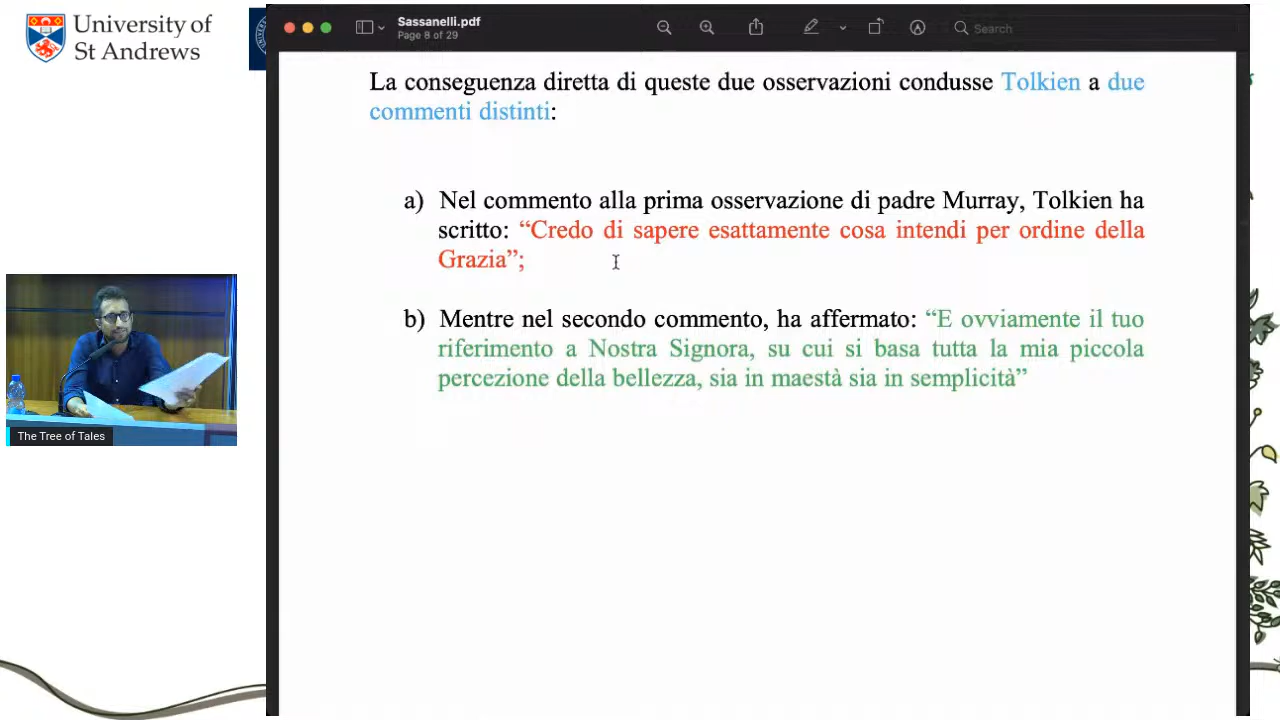 University of
St Andrews
Sassanelli.pdf
Page 8 of 29
Search
La conseguenza diretta di queste due osservazioni condusse Tolkien a due
commenti distinti:
a) Nel commento alla prima osservazione di padre Murray, Tolkien ha
scritto: “Credo di sapere esattamente cosa intendi per ordine della
Grazia”;
b) Mentre nel secondo commento, ha affermato: “E ovviamente il tuo
riferimento a Nostra Signora, su cui si basa tutta la mia piccola
percezione della bellezza, sia in maestà sia in semplicità”
The Tree of Tales